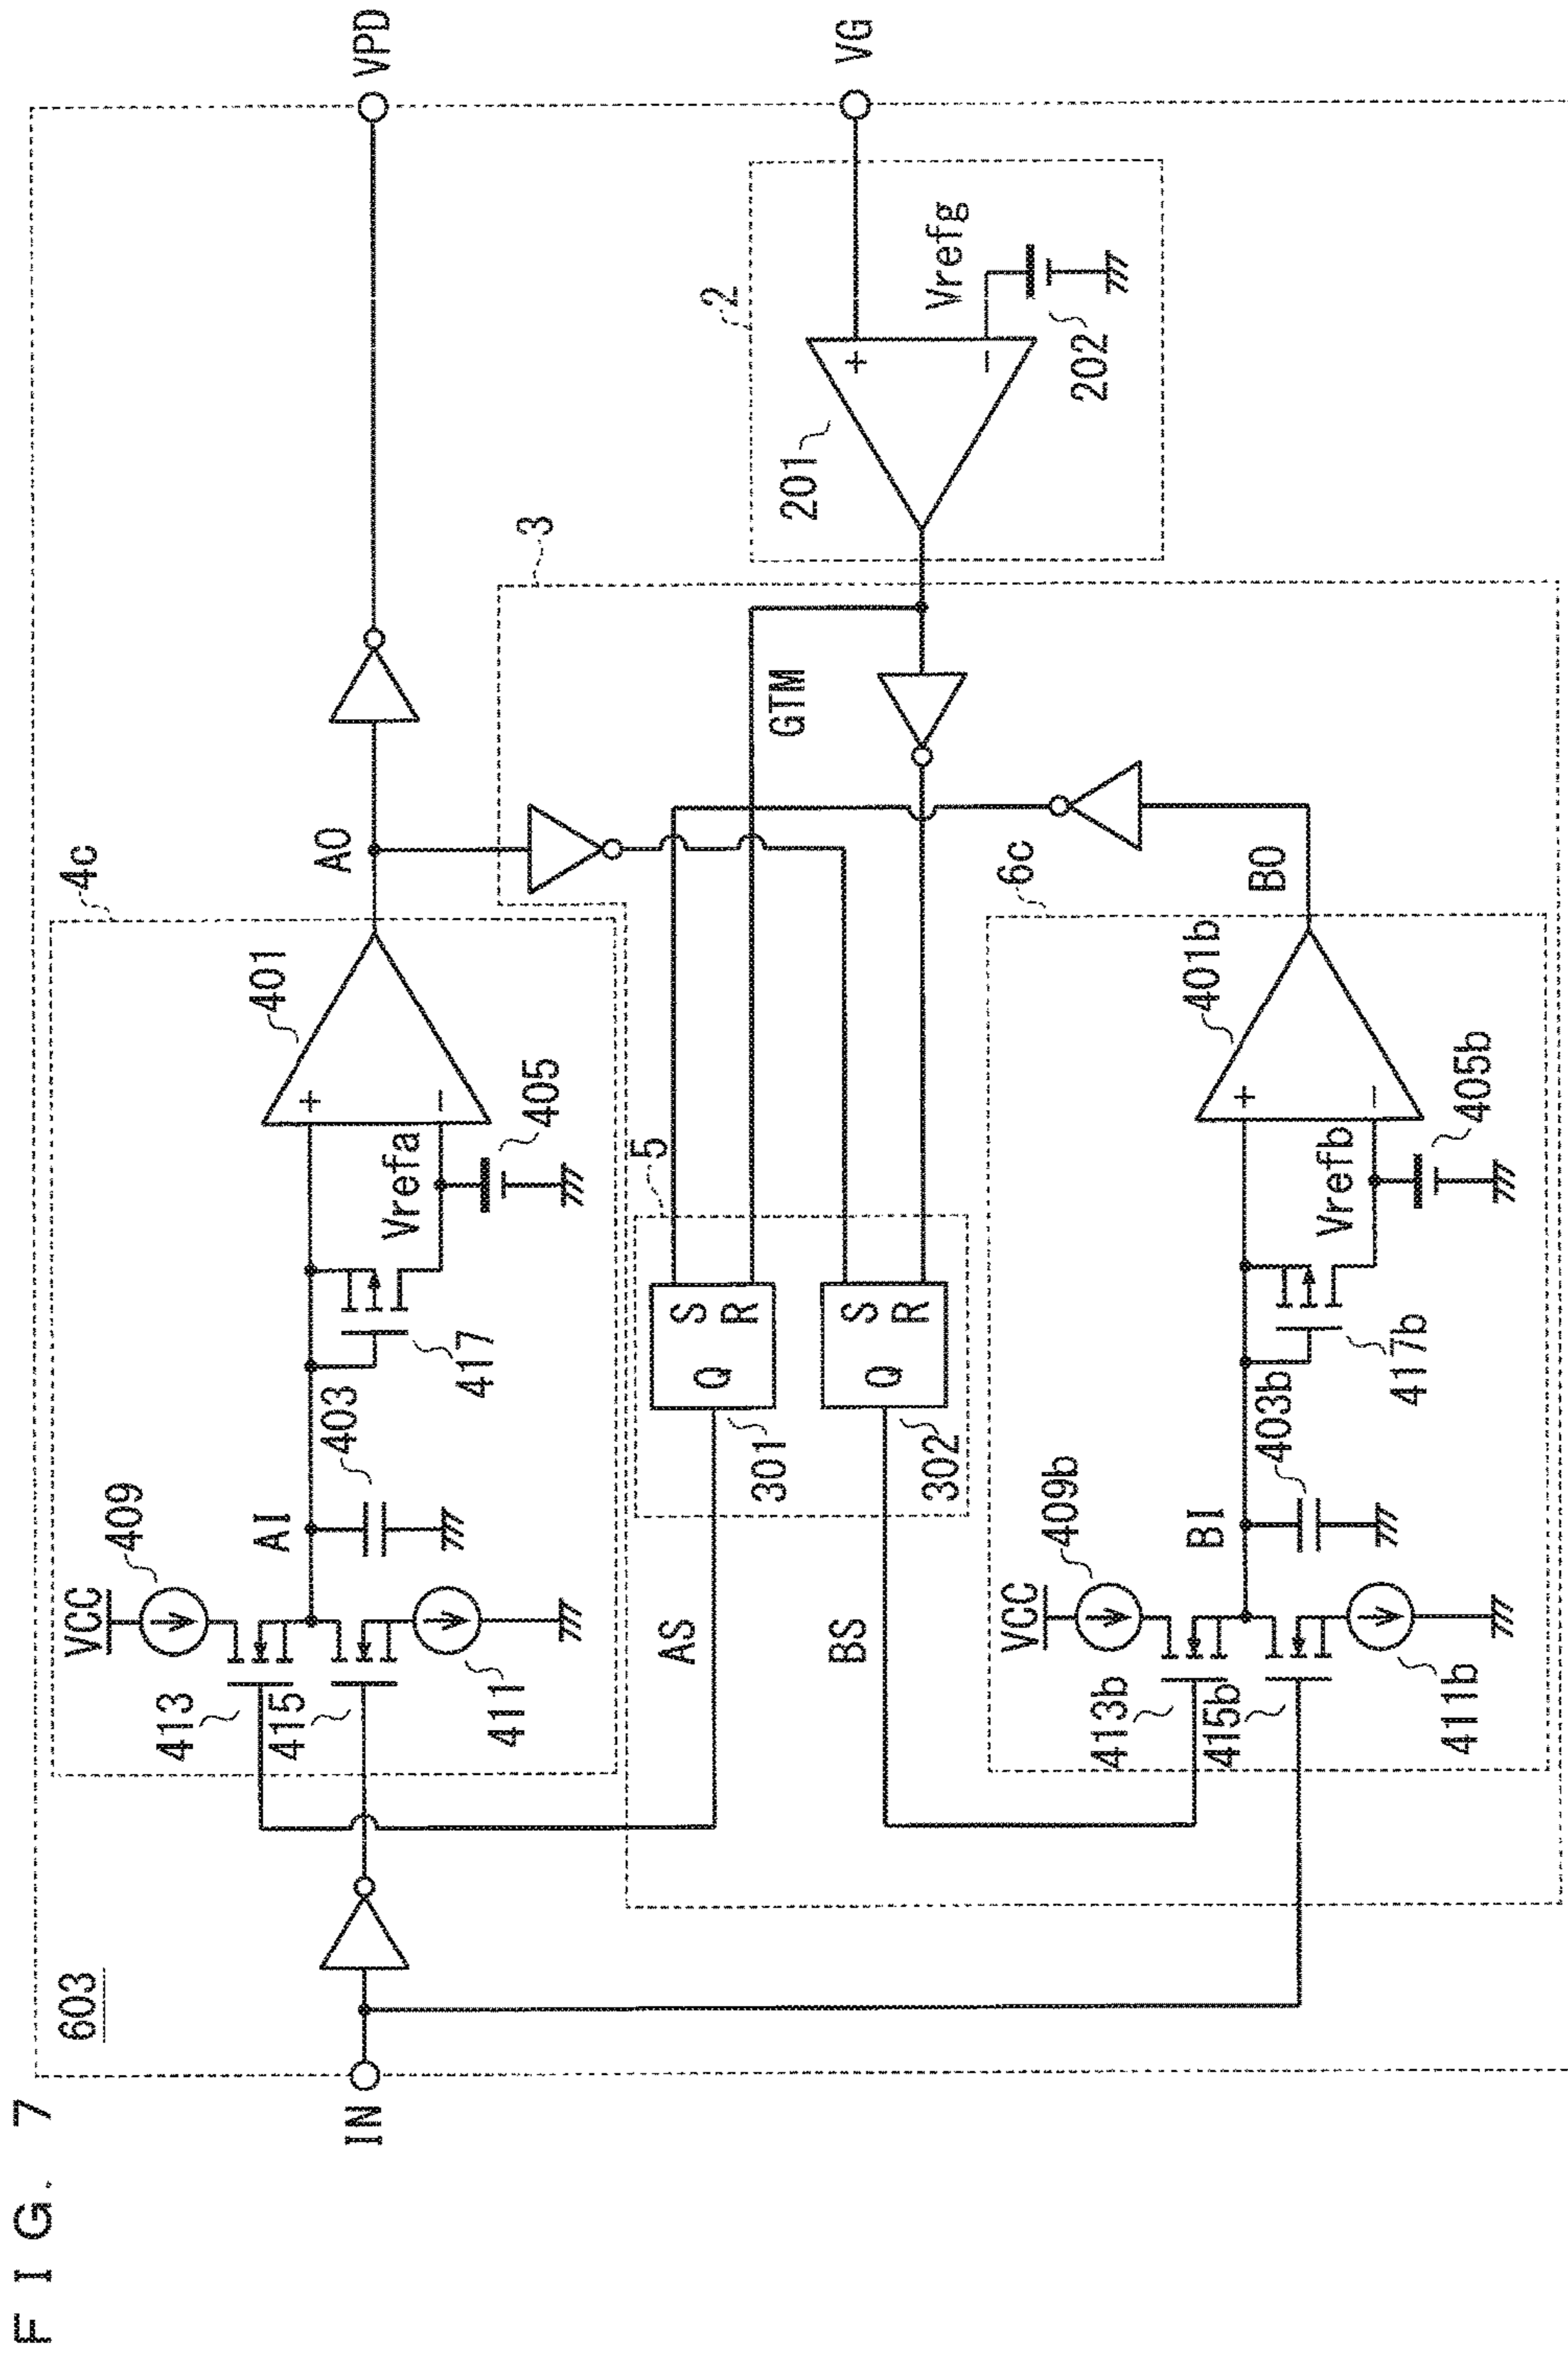 FIG. 7
603
IN
VPD
VG
4c
VCC
409
413
415
411
AI
403
417
Vrefa
405
401
+
−
AO
3
5
AS
BS
301
302
Q
S
R
Q
S
R
GTM
2
201
+
−
Vrefg
202
6c
VCC
409b
413b
415b
411b
BI
403b
417b
Vrefb
405b
401b
+
−
BO